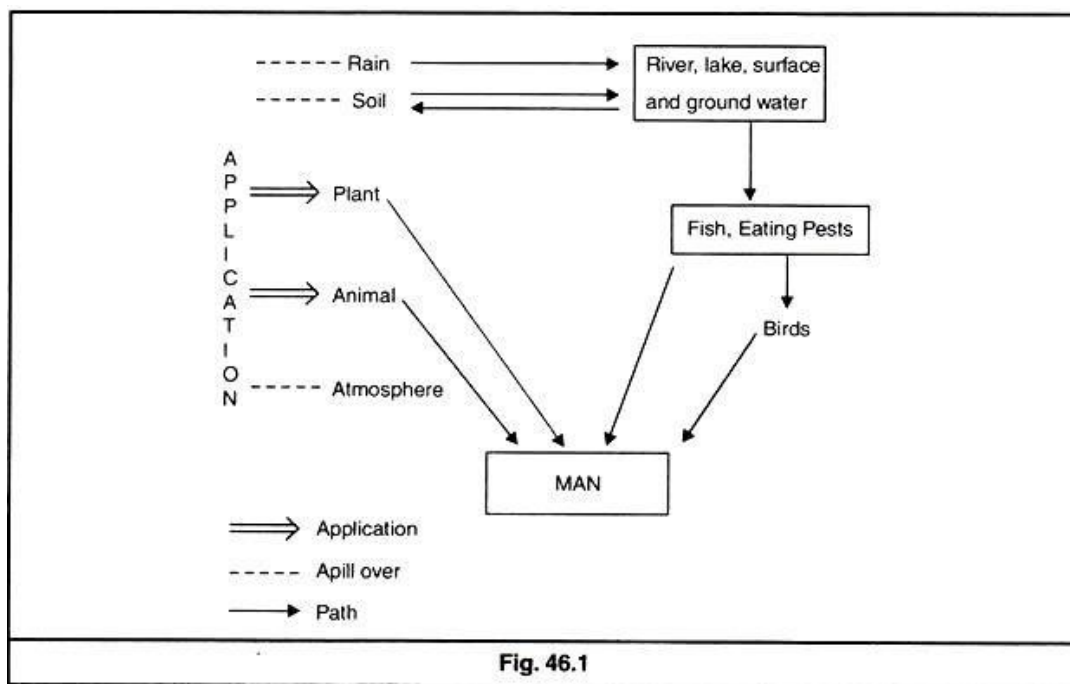 Rain
River, lake, surface
Soil
and ground water
APPLICATION
Plant
Fish, Eating Pests
Animal
Birds
Atmosphere
MAN
Application
Apill over
Path
Fig. 46.1